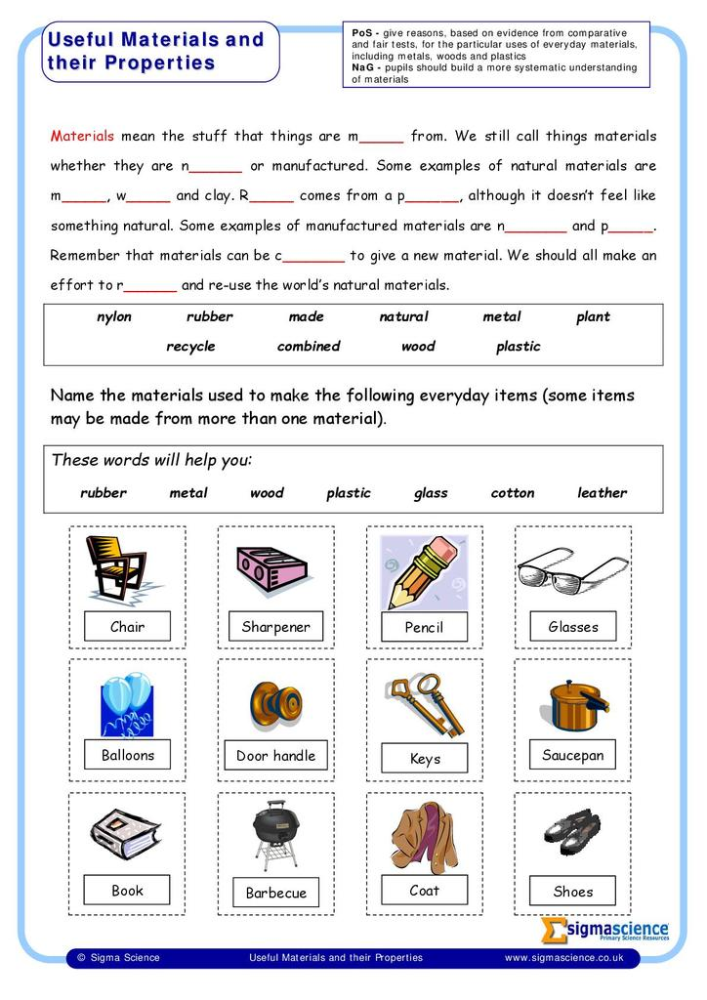 Useful Materials and
their Properties
PoS - give reasons, based on evidence from comparative
and fair tests, for the particular uses of everyday materials,
including metals, woods and plastics
NaG - pupils should build a more systematic understanding
of materials
Materials mean the stuff that things are m_____ from. We still call things materials
whether they are n______ or manufactured. Some examples of natural materials are
m_____, w_____ and clay. R_____ comes from a p______, although it doesn't feel like
something natural. Some examples of manufactured materials are n_______ and p_____.
Remember that materials can be c_______ to give a new material. We should all make an
effort to r______ and re-use the world's natural materials.
nylon rubber made natural metal plant
recycle combined wood plastic
Name the materials used to make the following everyday items (some items
may be made from more than one material).
These words will help you:
rubber metal wood plastic glass cotton leather
Chair Sharpener Pencil Glasses
Balloons Door handle Keys Saucepan
Book Barbecue Coat Shoes
sigmascience
Primary Science Resources
© Sigma Science Useful Materials and their Properties www.sigmascience.co.uk